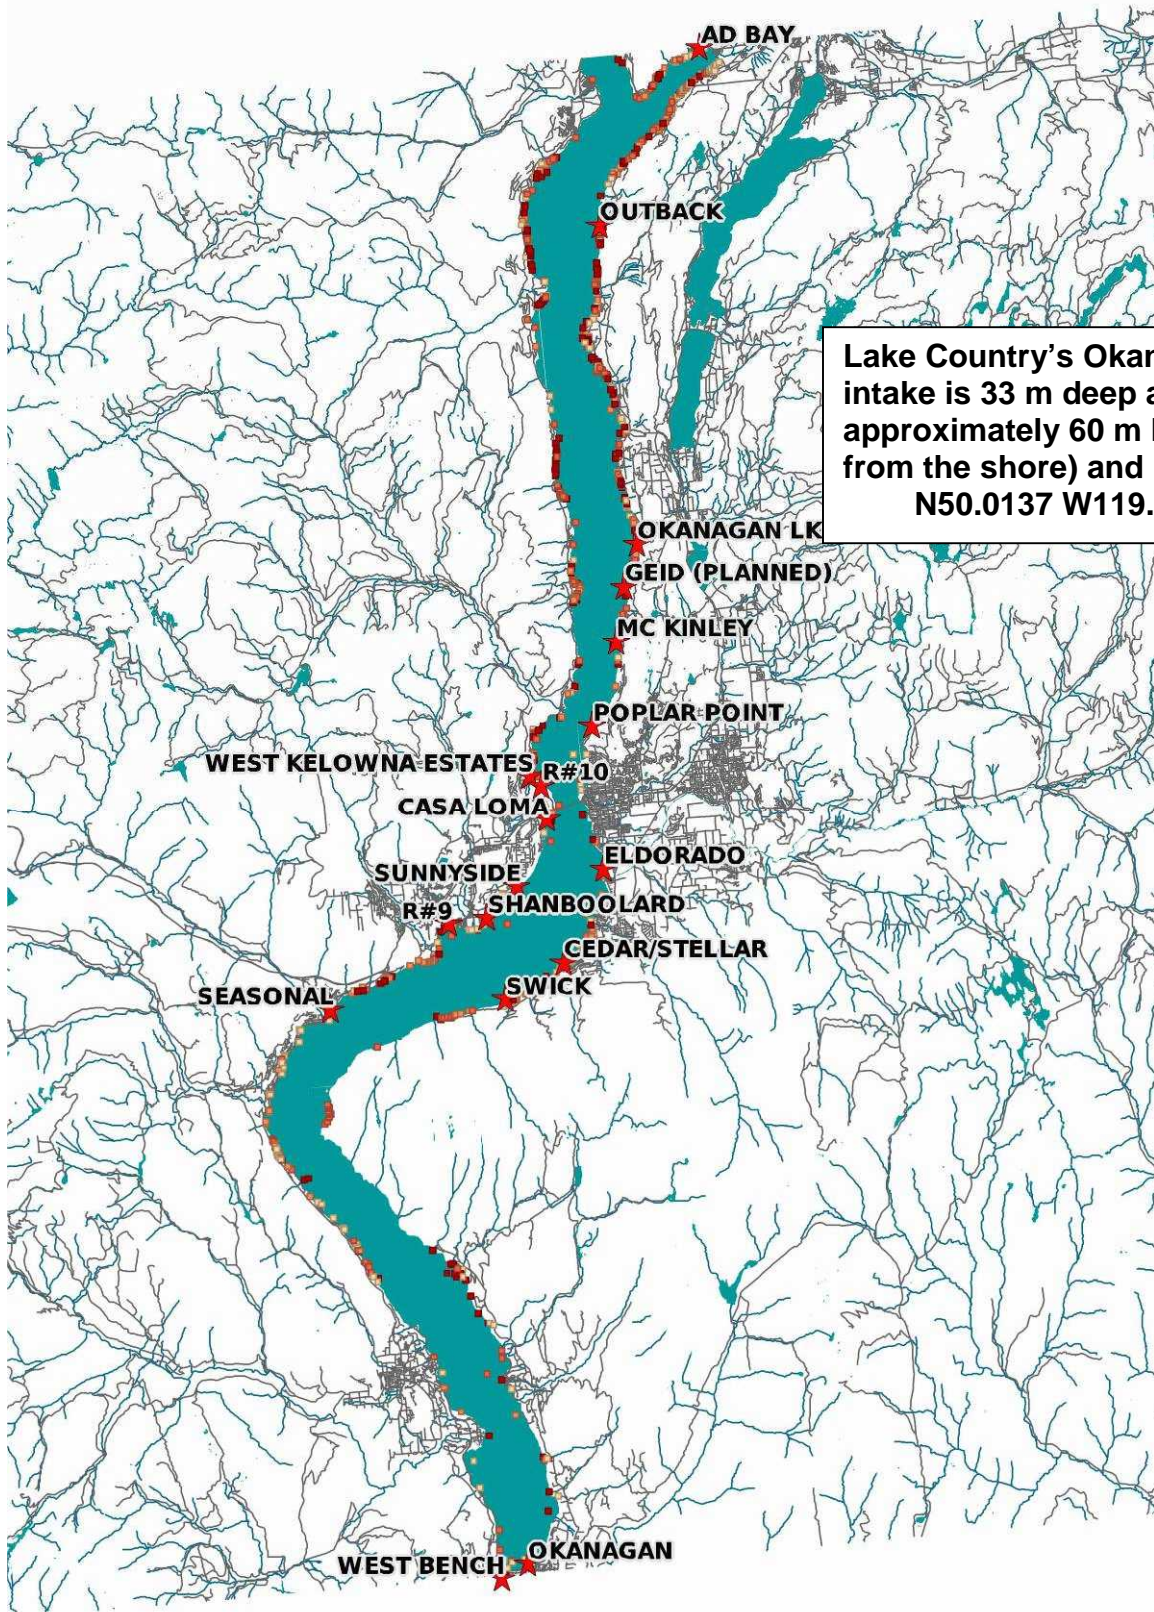 AD BAY
OUTBACK
Lake Country's Okan
intake is 33 m deep a
approximately 60 m
from the shore) and
N50.0137 W119.
OKANAGAN LK
GEID (PLANNED)
MC KINLEY
POPLAR POINT
WEST KELOWNA ESTATES
R#10
CASA LOMA
ELDORADO
SUNNYSIDE
R#9
SHANBOOLARD
CEDAR/STELLAR
SWICK
SEASONAL
OKANAGAN
WEST BENCH